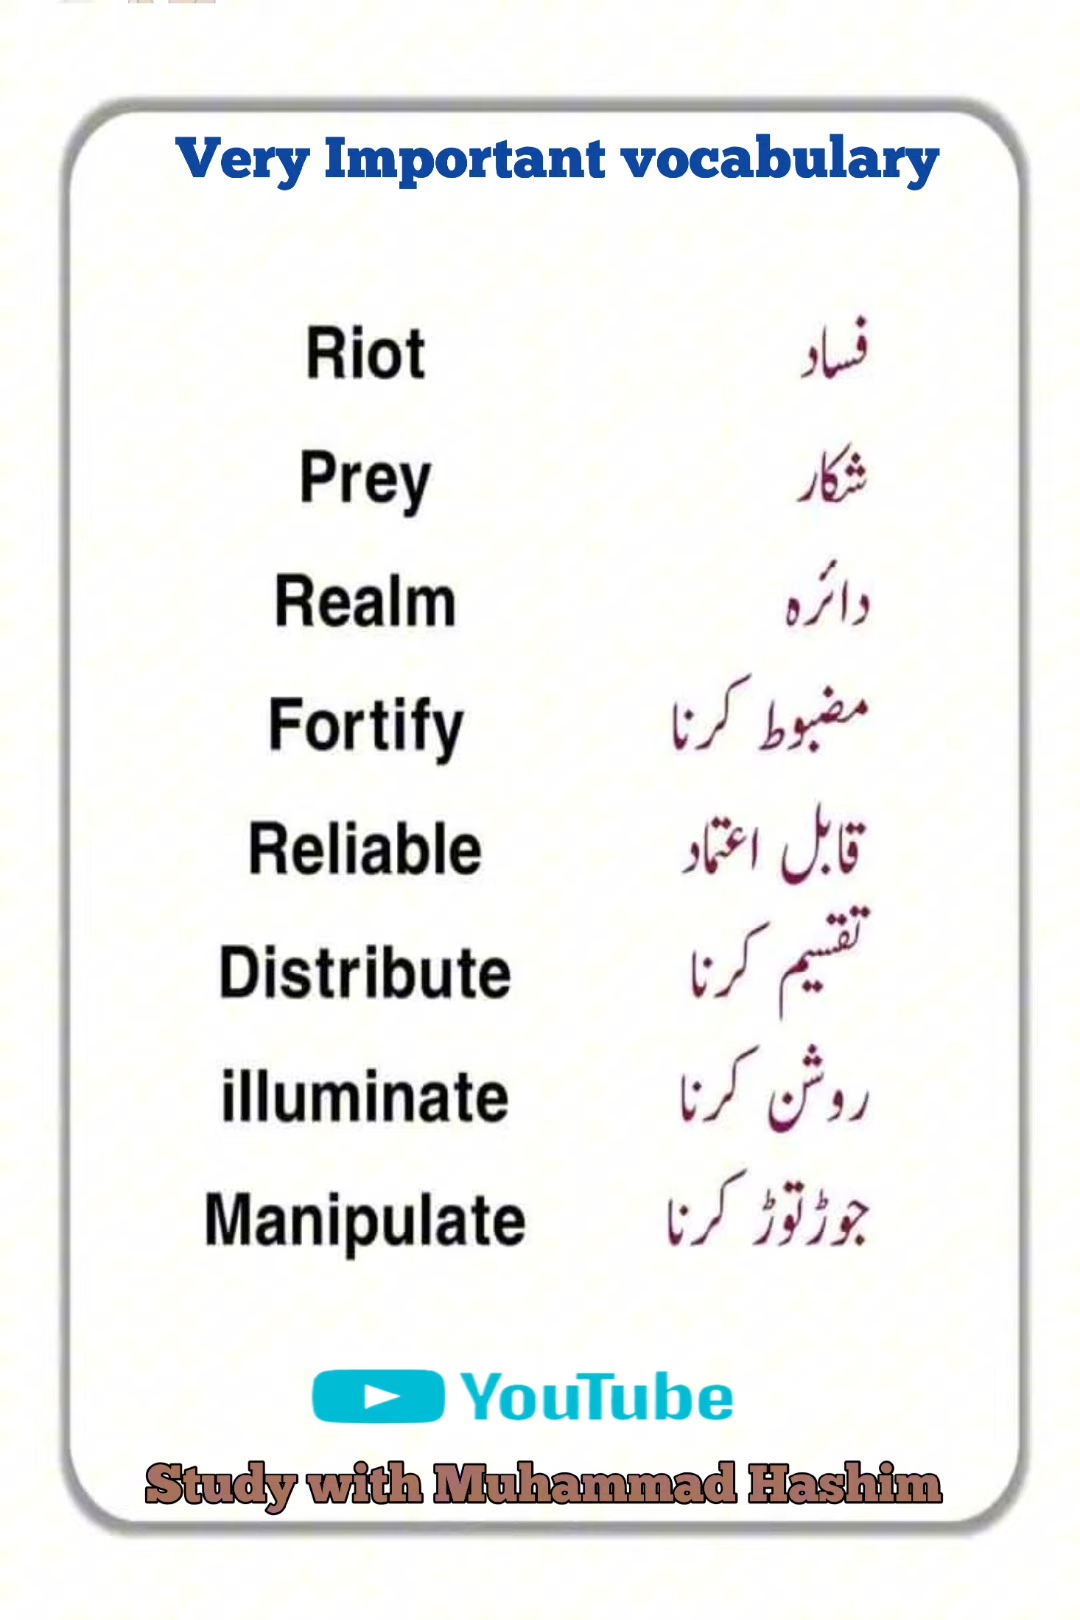 Very Important vocabulary
Riot فساد
Prey شکار
Realm دائرہ
Fortify مضبوط کرنا
Reliable قابل اعتماد
Distribute تقسیم کرنا
illuminate روشن کرنا
Manipulate جوڑتوڑ کرنا
YouTube
Study with Muhammad Hashim